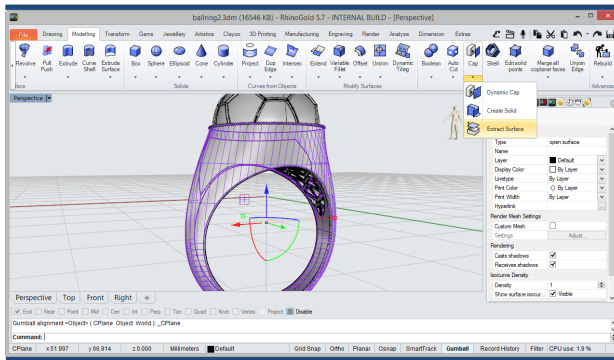 ballring2.3dm (16546 KB) - RhinoGold 5.7 - INTERNAL BUILD - [Perspective]
File Drawing Modelling Transform Gems Jewellery Artistica Clayoo 3D Printing Manufacturing Engraving Render Analyze Dimension Extras
Revolve Pull Push Extrude Curve Shell Extrude Surface Box Sphere Ellipsoid Cone Cylinder Project Dup Edge Intersec Extend Variable Fillet Offset Untrim Dynamic Tiling Boolean Auto Cut Cap Shell Edit solid points Merge all coplanar faces Unjoin Edge Rebuild
face Solids Curves from Objects Modify Surfaces Advanced
Dynamic Cap
Create Solid
Extract Surface
Perspective
Type open surface
Name
Layer Default
Display Color By Layer
Linetype By Layer
Print Color By Layer
Print Width By Layer
Hyperlink ...
Render Mesh Settings
Custom Mesh
Settings Adjust...
Rendering
Casts shadows
Receives shadows
Isocurve Density
Density 1
Show surface isocur... Visible
Perspective Top Front Right
End Near Point Mid Cen Int Perp Tan Quad Knot Vertex Project Disable
Gumball alignment <Object> ( CPlane Object World ): _CPlane
Command:
CPlane x 51.997 y 66.914 z 0.000 Millimeters Default Grid Snap Ortho Planar Osnap SmartTrack Gumball Record History Filter CPU use: 1.9 %